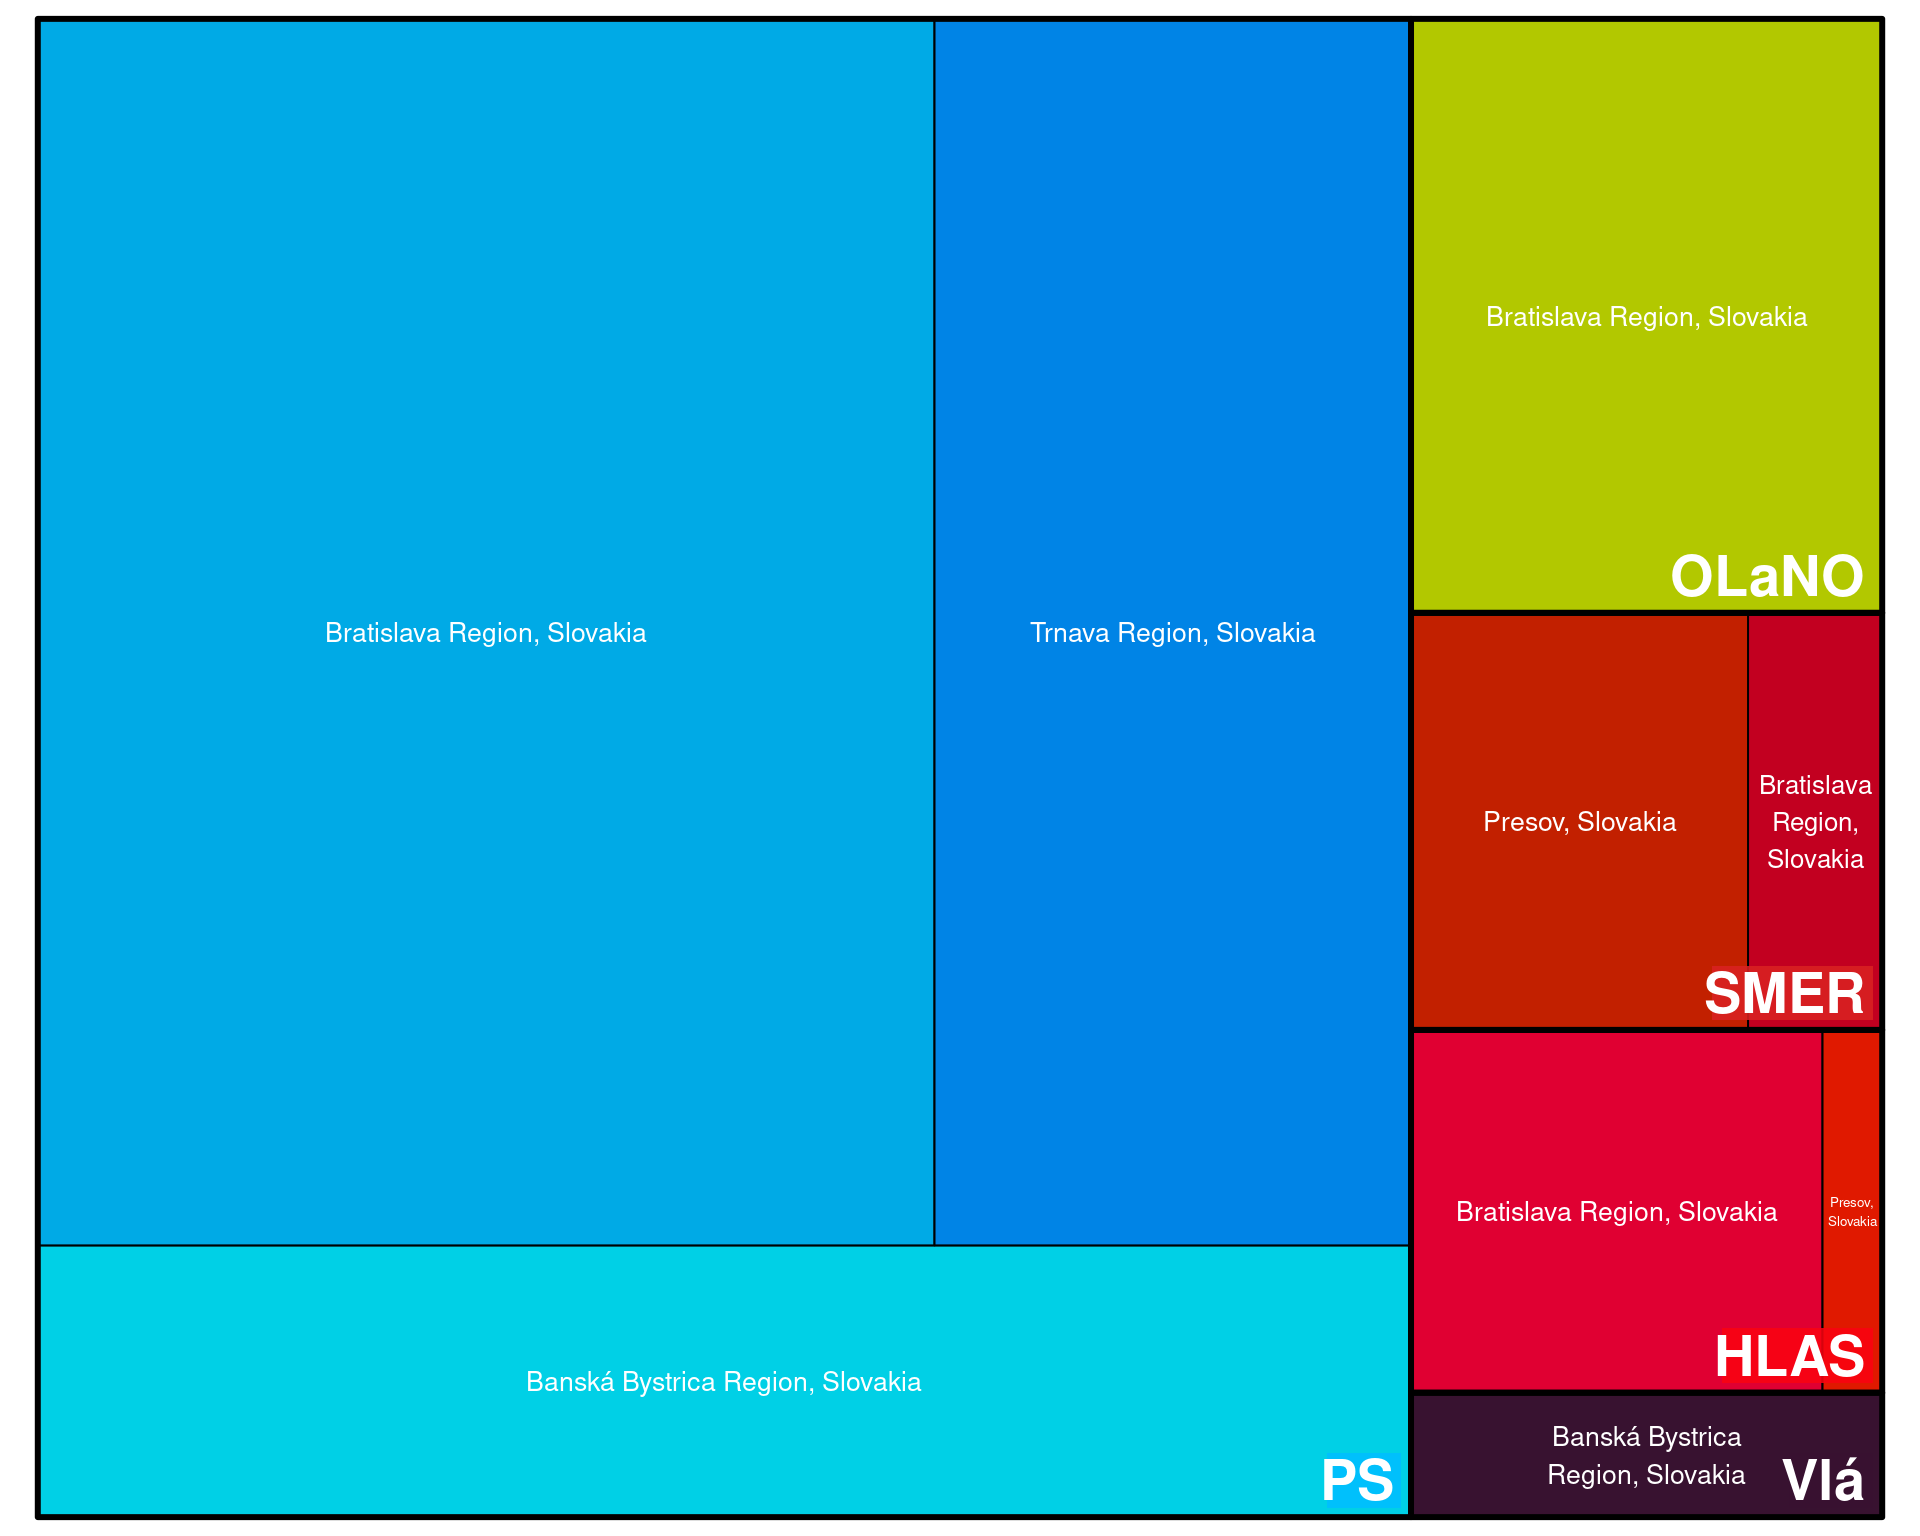 Bratislava Region, Slovakia
Trnava Region, Slovakia
Banská Bystrica Region, Slovakia
PS
Bratislava Region, Slovakia
OLaNO
Presov, Slovakia
Bratislava
Region,
Slovakia
SMER
Bratislava Region, Slovakia
Presov,
Slovakia
HLAS
Banská Bystrica
Region, Slovakia
Vlá